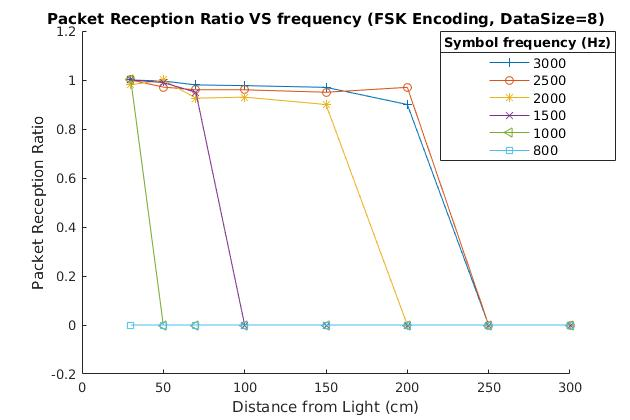 Packet Reception Ratio VS frequency (FSK Encoding, DataSize=8)
Symbol frequency (Hz)
3000
2500
2000
1500
1000
800
Packet Reception Ratio
1.2
1
0.8
0.6
0.4
0.2
0
-0.2
0 50 100 150 200 250 300
Distance from Light (cm)